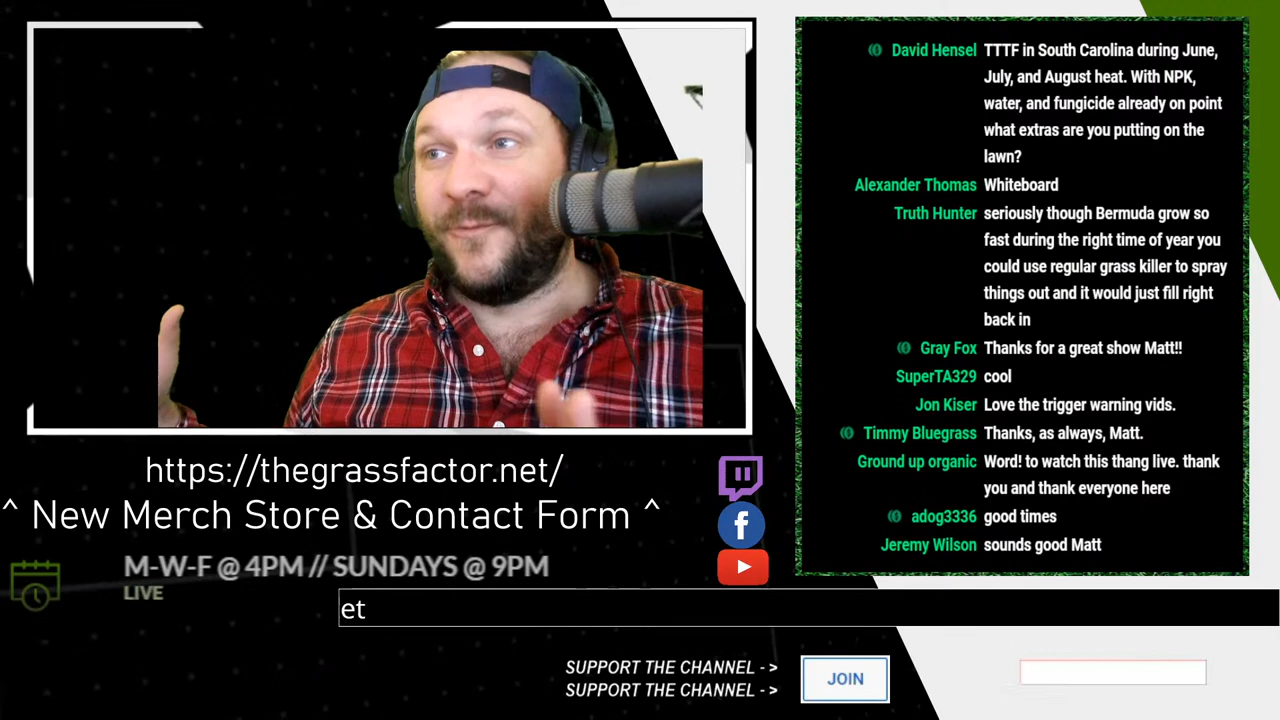 David Hensel TTTF in South Carolina during June,
July, and August heat. With NPK,
water, and fungicide already on point
what extras are you putting on the
lawn?
Alexander Thomas Whiteboard
Truth Hunter seriously though Bermuda grow so
fast during the right time of year you
could use regular grass killer to spray
things out and it would just fill right
back in
Gray Fox Thanks for a great show Matt!!
SuperTA329 cool
Jon Kiser Love the trigger warning vids.
Timmy Bluegrass Thanks, as always, Matt.
Ground up organic Word! to watch this thang live. thank
you and thank everyone here
adog3336 good times
Jeremy Wilson sounds good Matt
https://thegrassfactor.net/
^ New Merch Store & Contact Form ^
M-W-F @ 4PM // SUNDAYS @ 9PM
LIVE
et
SUPPORT THE CHANNEL - >
SUPPORT THE CHANNEL - >
JOIN